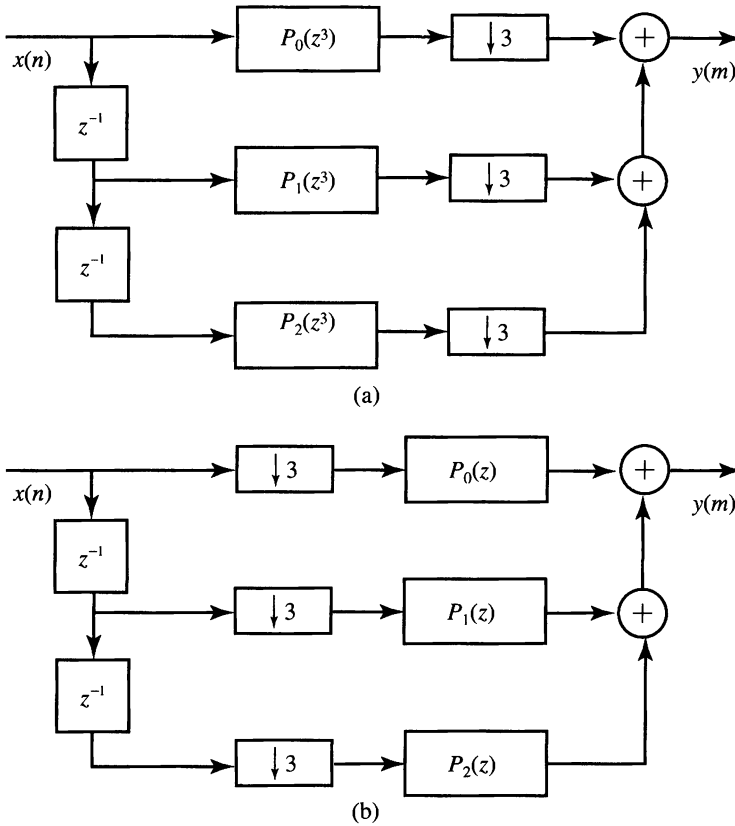 P₀(z³) ↓ 3 +
x(n) y(m)
z⁻¹
P₁(z³) ↓ 3 +
z⁻¹
P₂(z³) ↓ 3
(a)
↓ 3 P₀(z) +
x(n) y(m)
z⁻¹
↓ 3 P₁(z) +
z⁻¹
↓ 3 P₂(z)
(b)